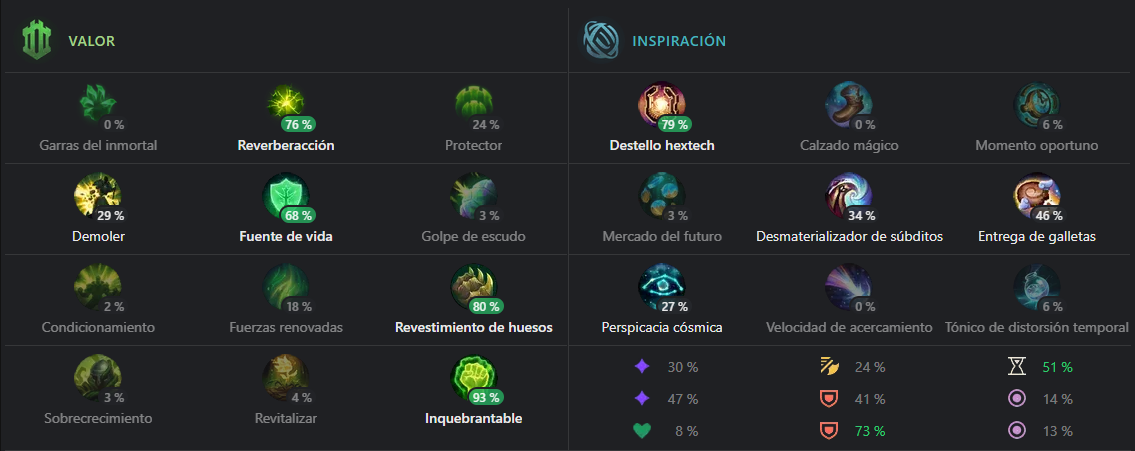 VALOR
INSPIRACIÓN
0 %
76 %
24 %
79 %
0 %
6 %
Garras del inmortal
Reverberacción
Protector
Destello hextech
Calzado mágico
Momento oportuno
29 %
68 %
3 %
3 %
34 %
46 %
Demoler
Fuente de vida
Golpe de escudo
Mercado del futuro
Desmaterializador de súbditos
Entrega de galletas
2 %
18 %
80 %
27 %
0 %
6 %
Condicionamiento
Fuerzas renovadas
Revestimiento de huesos
Perspicacia cósmica
Velocidad de acercamiento
Tónico de distorsión temporal
3 %
4 %
93 %
30 %
24 %
51 %
Sobrecrecimiento
Revitalizar
Inquebrantable
47 %
41 %
14 %
8 %
73 %
13 %